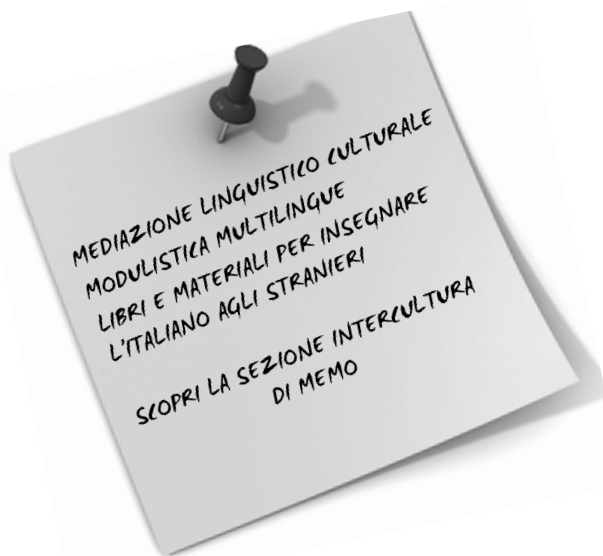 MEDIAZIONE LINGUISTICO CULTURALE
MODULISTICA MULTILINGUE
LIBRI E MATERIALI PER INSEGNARE
L'ITALIANO AGLI STRANIERI
SCOPRI LA SEZIONE INTERCULTURA
DI MEMO